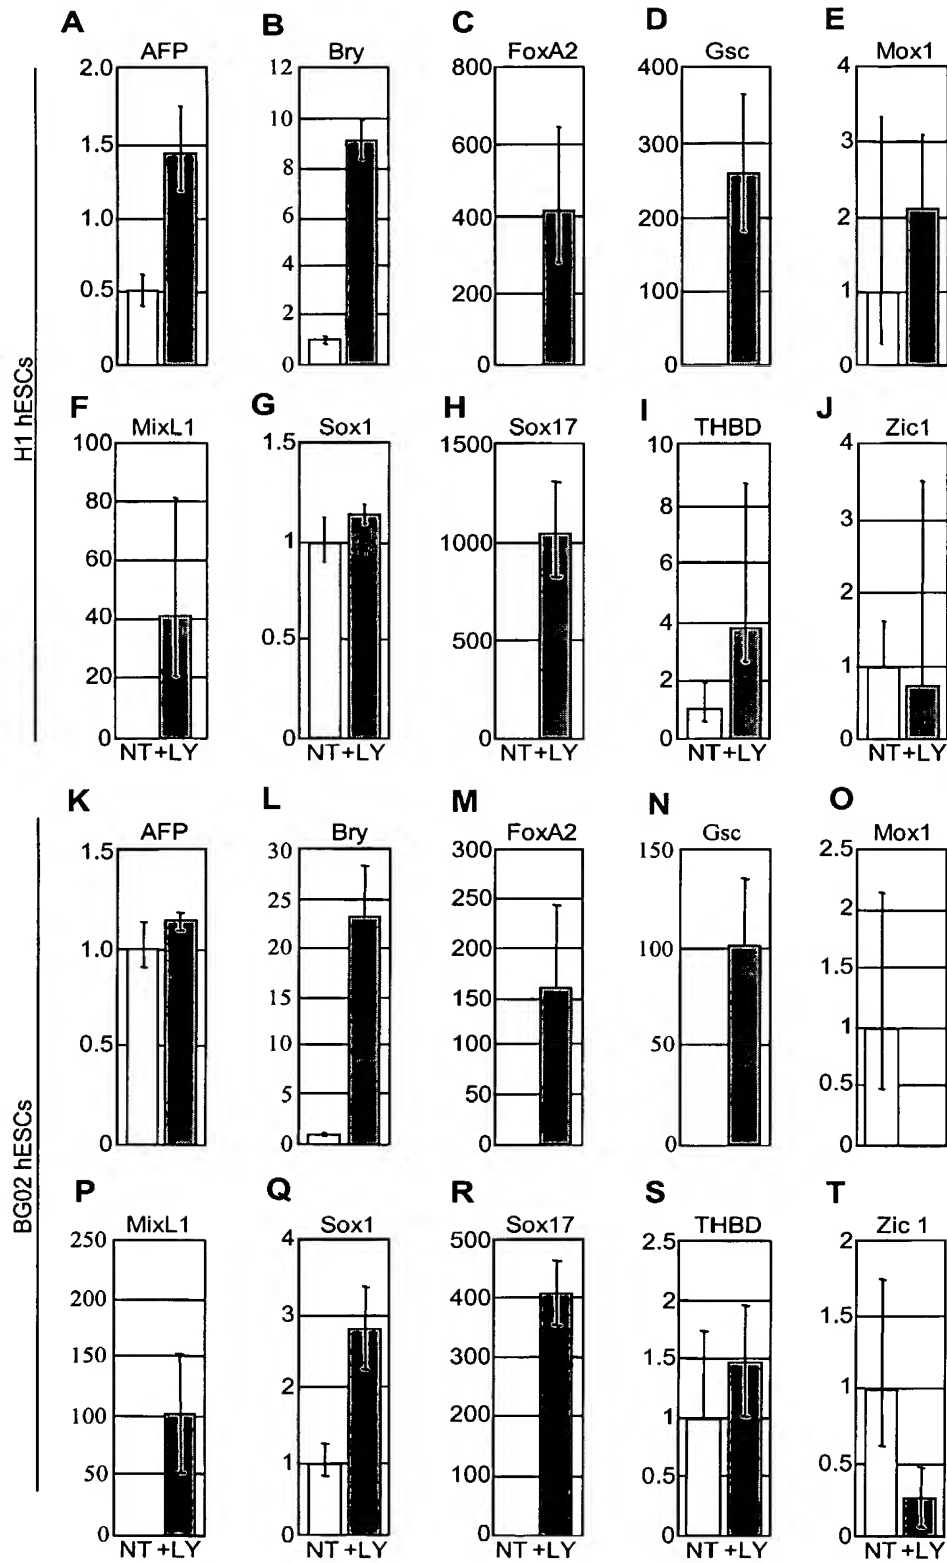 A B C D E
AFP Bry FoxA2 Gsc Mox1
2.0 12 800 400 4
1.5 10 600 300 3
1.0 8 400 200 2
0.5 6 200 100 1
0 4 0 0 0
2
0
H1 hESCs
F G H I J
MixL1 Sox1 Sox17 THBD Zic1
100 1.5 1500 10 4
80 1 1000 8 3
60 0.5 500 6 2
40 0 0 4 1
20 2 0
0 0
NT +LY NT +LY NT +LY NT +LY NT +LY
K L M N O
AFP Bry FoxA2 Gsc Mox1
1.5 30 300 150 2.5
1.0 25 250 100 2
0.5 20 200 50 1.5
0 15 150 0 1
10 100 0.5
5 50 0
0 0
BG02 hESCs
P Q R S T
MixL1 Sox1 Sox17 THBD Zic 1
250 4 500 2.5 2
200 3 400 2 1.5
150 2 300 1.5 1
100 1 200 1 0.5
50 0 100 0.5 0
0 0 0
NT +LY NT +LY NT +LY NT +LY NT +LY